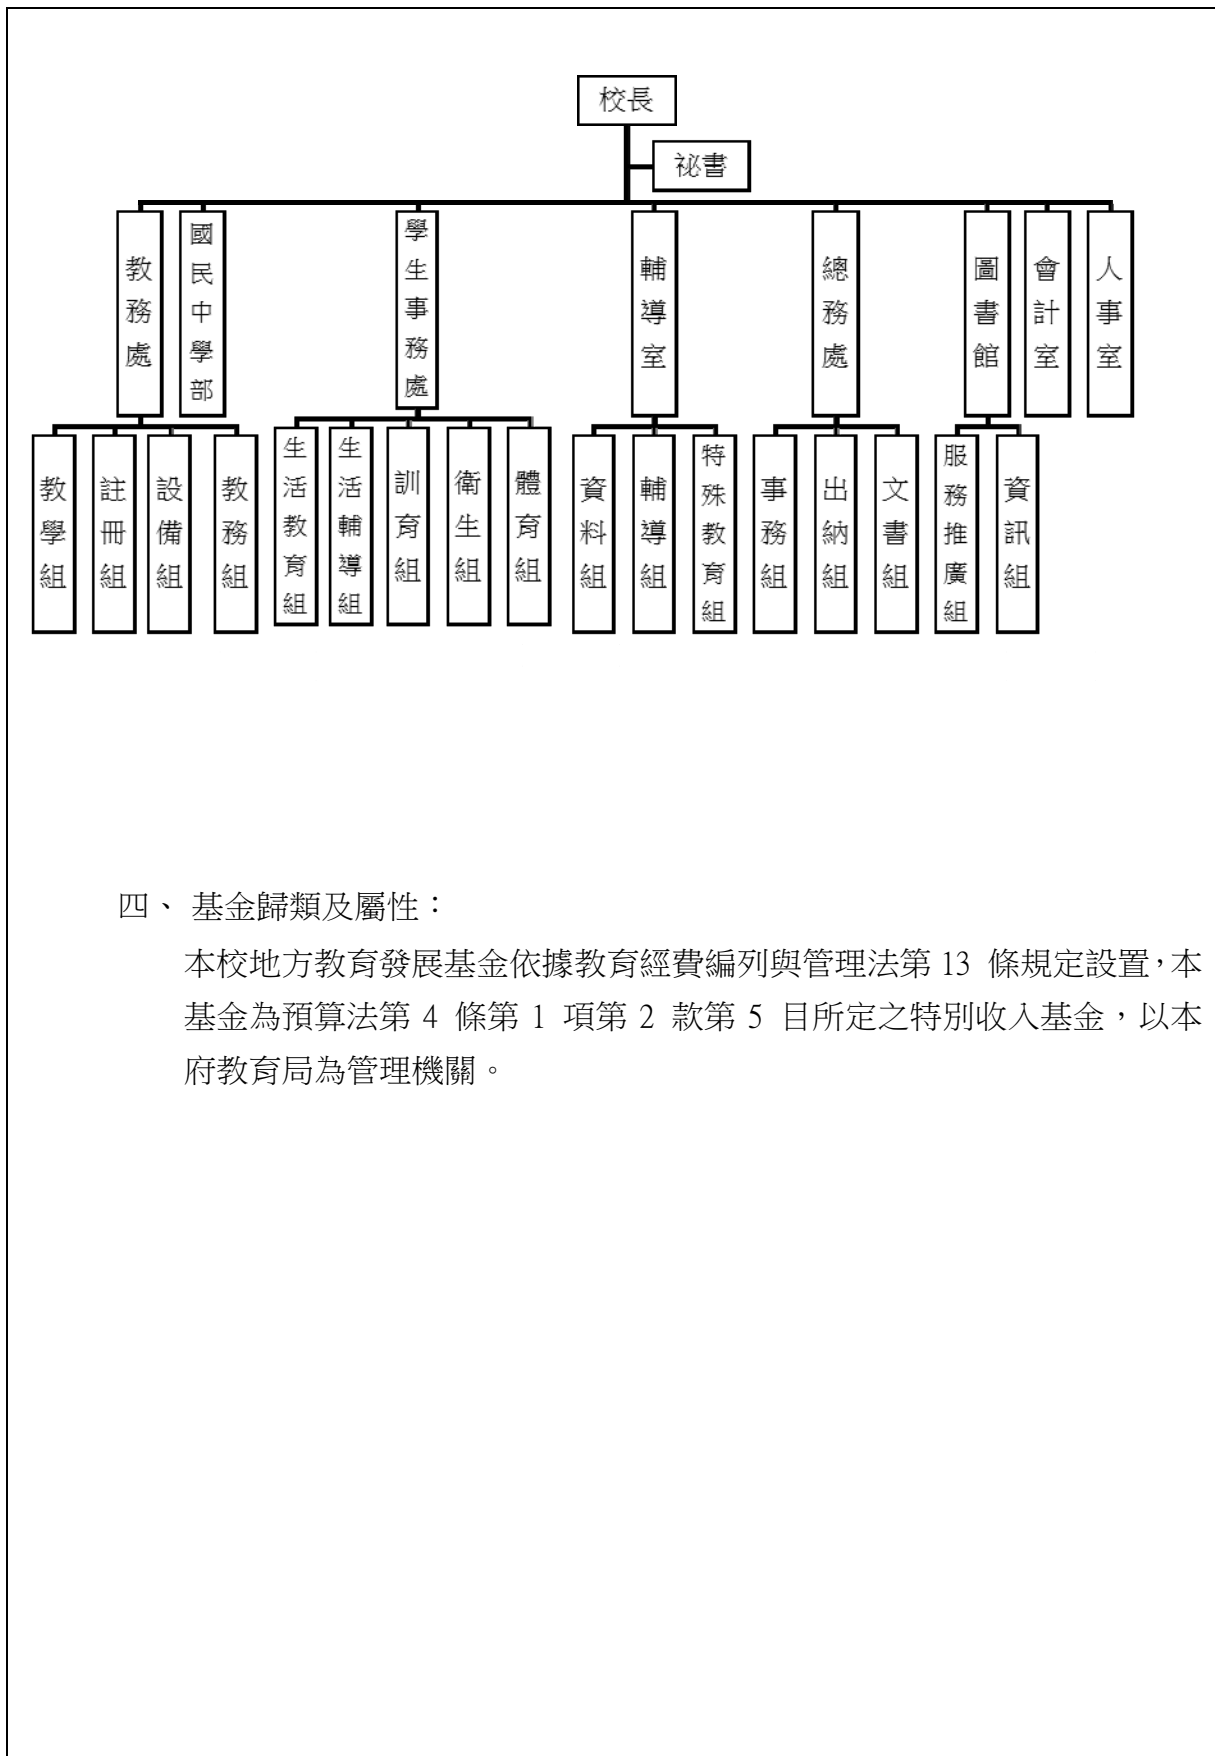 校長
祕書
教務處
國民中學部
學生事務處
輔導室
總務處
圖書館
會計室
人事室
教學組
註冊組
設備組
教務組
生活教育組
生活輔導組
訓育組
衛生組
體育組
資料組
輔導組
特殊教育組
事務組
出納組
文書組
服務推廣組
資訊組
四、 基金歸類及屬性：
本校地方教育發展基金依據教育經費編列與管理法第 13 條規定設置，本
基金為預算法第 4 條第 1 項第 2 款第 5 目所定之特別收入基金，以本
府教育局為管理機關。